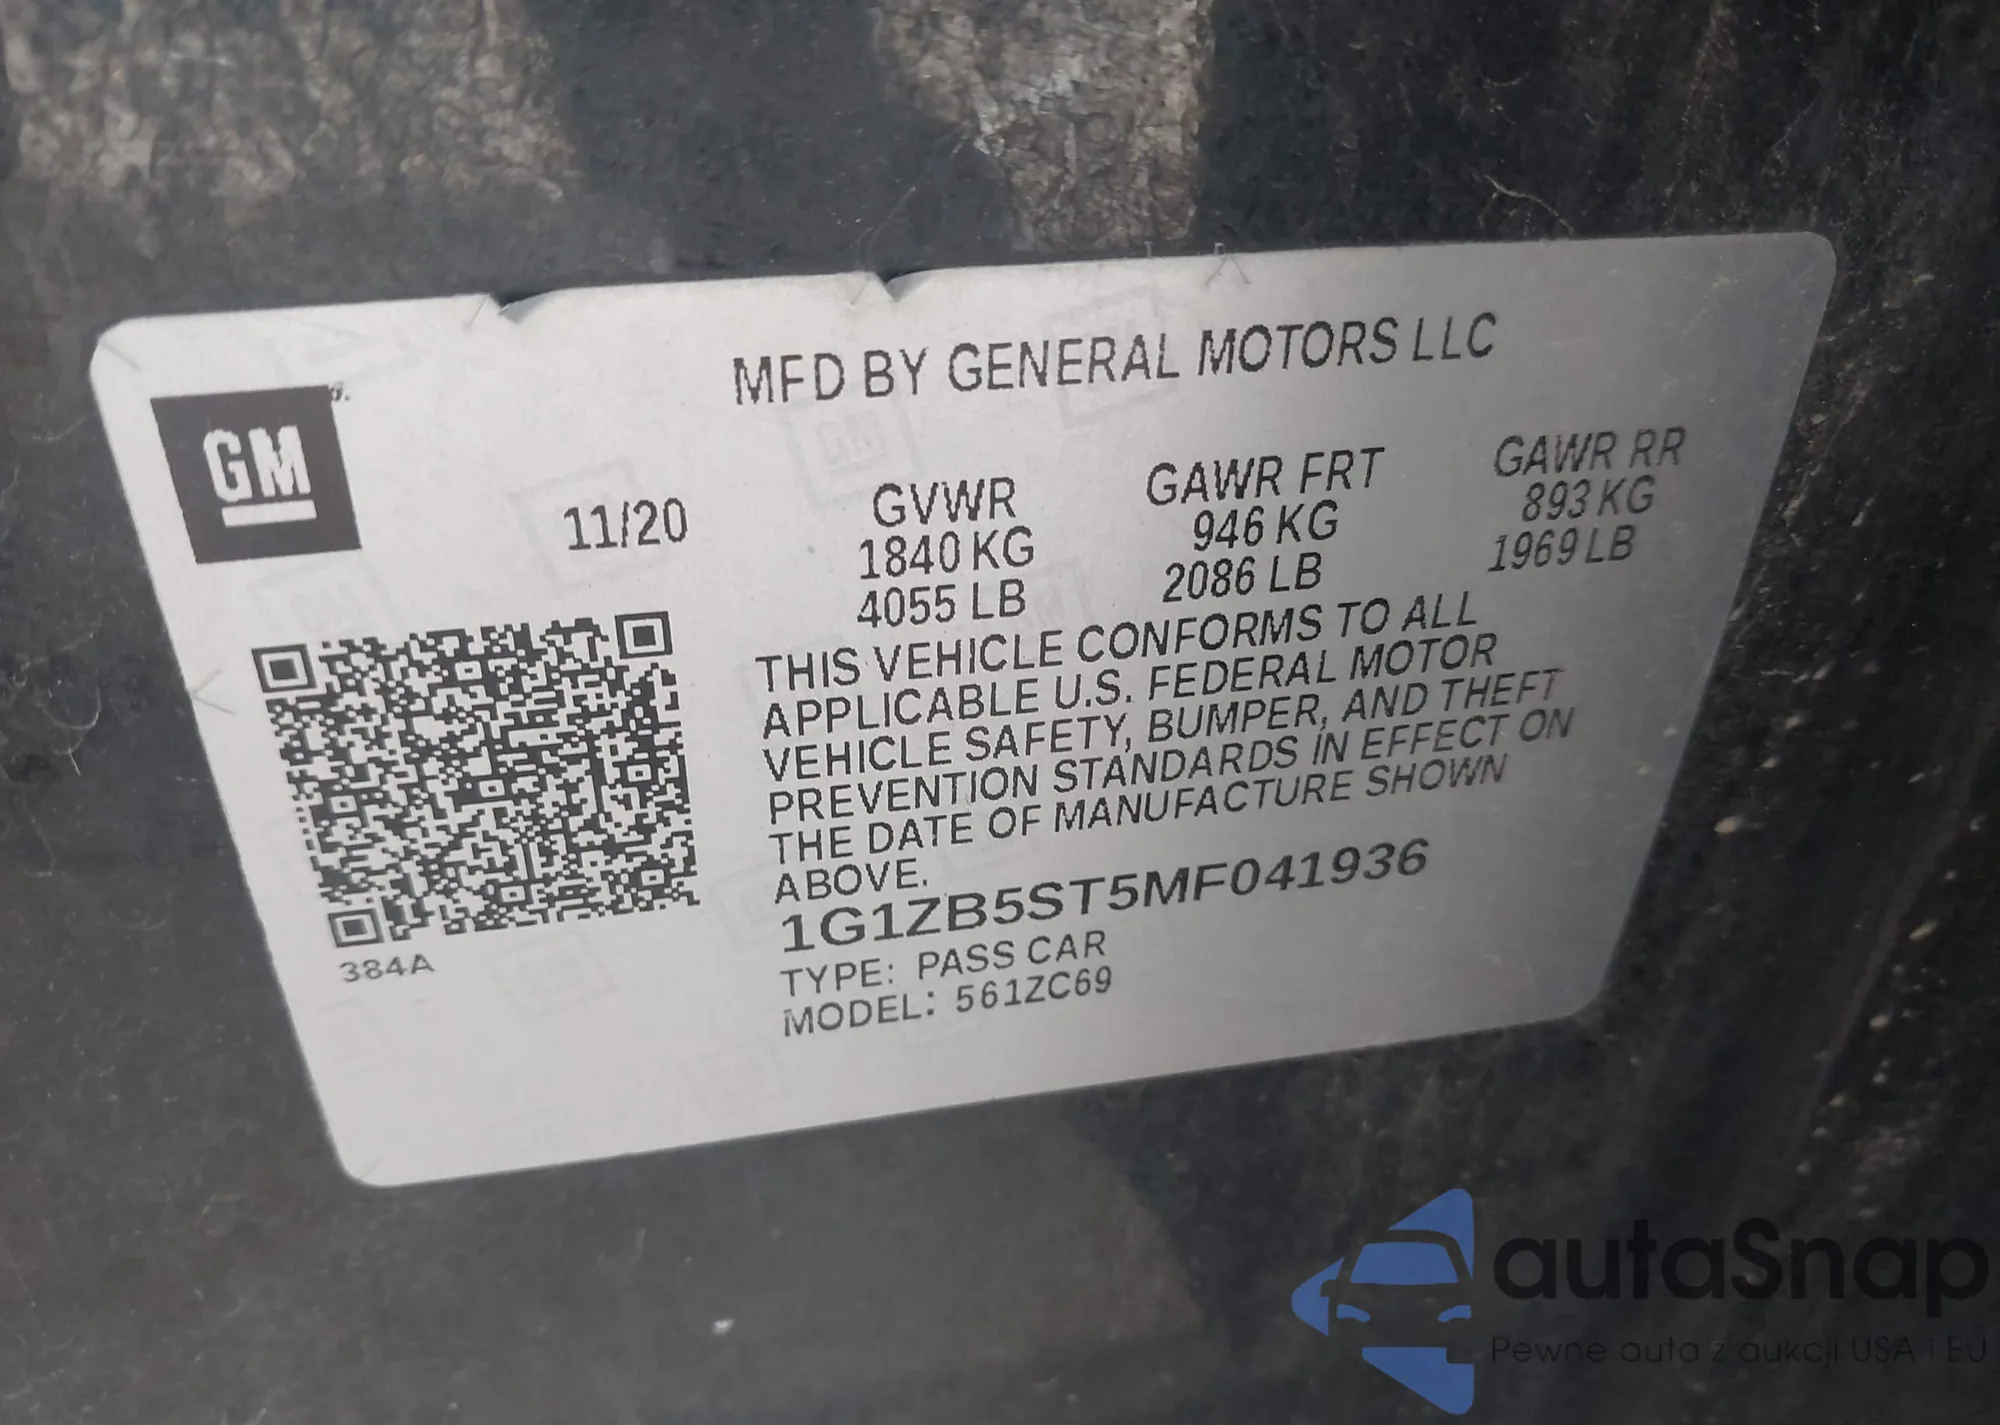 MFD BY GENERAL MOTORS LLC
GM
11/20
GVWR
1840 KG
4055 LB
GAWR FRT
946 KG
2086 LB
GAWR RR
893 KG
1969 LB
THIS VEHICLE CONFORMS TO ALL
APPLICABLE U.S. FEDERAL MOTOR
VEHICLE SAFETY, BUMPER, AND THEFT
PREVENTION STANDARDS IN EFFECT ON
THE DATE OF MANUFACTURE SHOWN
ABOVE.
1G1ZB5ST5MF041936
TYPE: PASS CAR
MODEL: 561ZC69
384A
autaSnap
Pewne auta z aukcji USA i EU